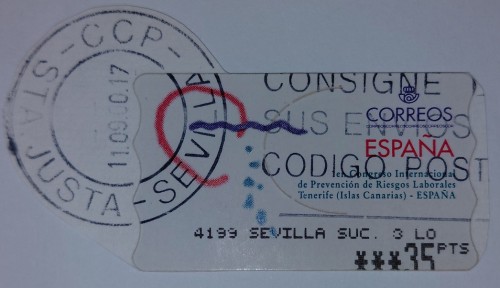 CCP - STA. JUSTA - SEVILLA
11.09
0.17
CONSIGNE
SUS ENVIOS
CODIGO POST
CORREOS
ESPAÑA
1er. Congreso Internacional
de Prevención de Riesgos Laborales
Tenerife (Islas Canarias) - ESPAÑA
4199 SEVILLA SUC. 3 LO
***35 PTS